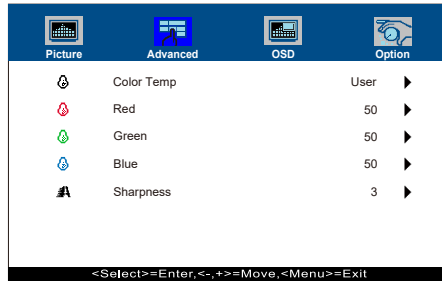 Picture Advanced OSD Option
Color Temp User
Red 50
Green 50
Blue 50
Sharpness 3
<Select>=Enter,<-,+>=Move,<Menu>=Exit